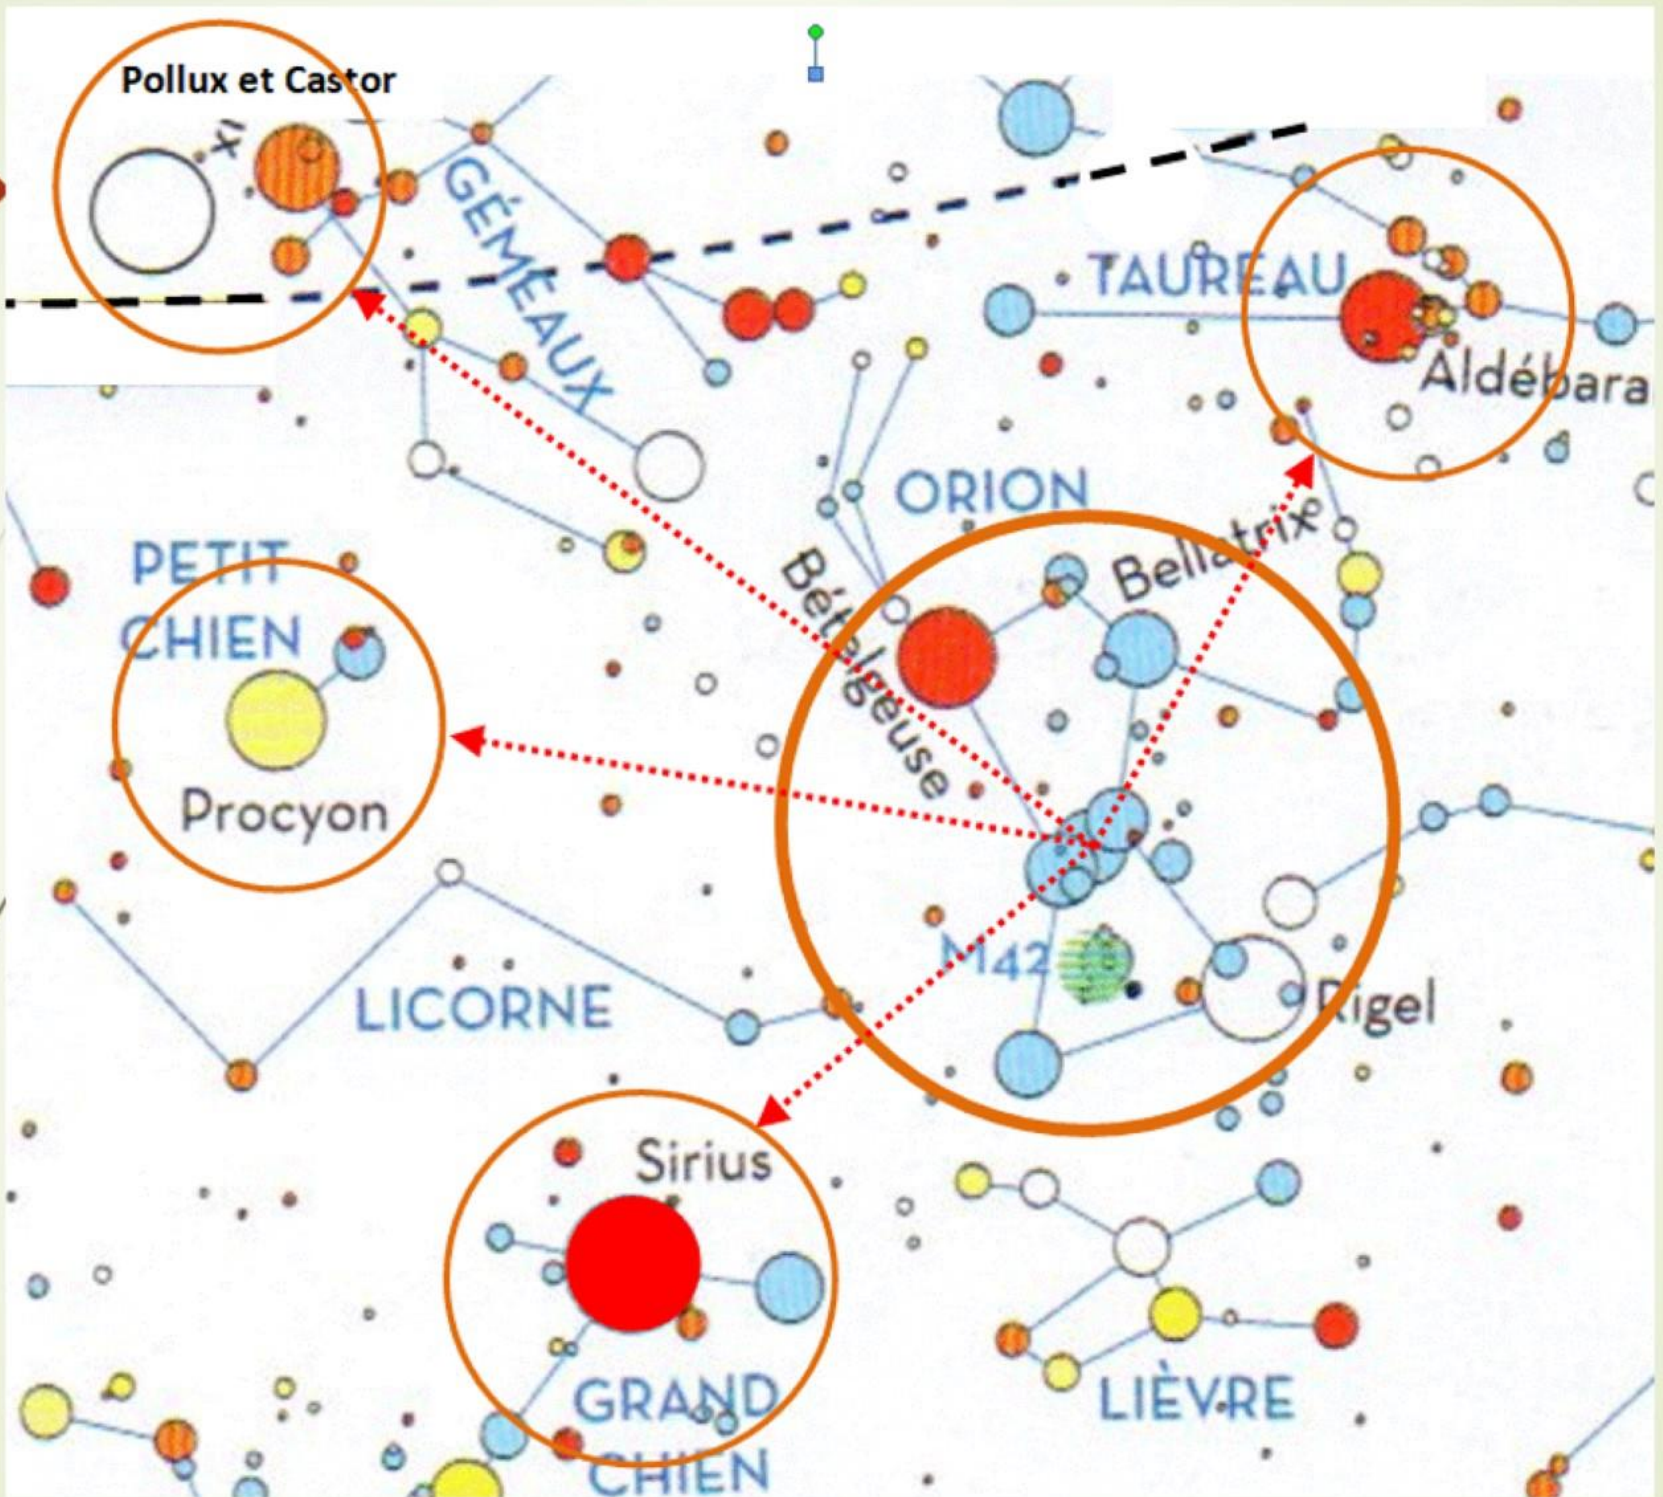 Pollux et Castor
XI
GÉMEAUX
TAUREAU
Aldébara
ORION
Bellatrix
PETIT
CHIEN
Bételgeuse
Procyon
M42
LICORNE
Rigel
Sirius
GRAND
CHIEN
LIÈVRE